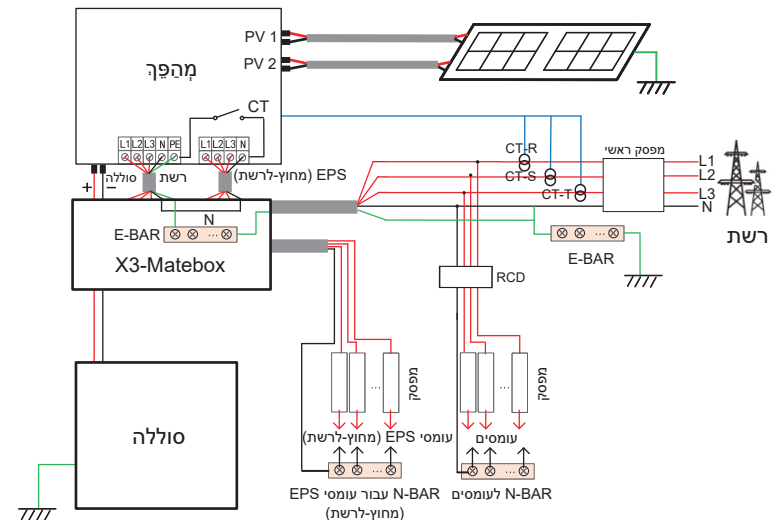 PV 1
PV 2
מְהַפֵּךְ
CT
L1 L2 L3 N PE
L1 L2 L3 N
+
–
סוללה
רשת
EPS (מחוץ-לרשת)
N
E-BAR
X3-Matebox
CT-R
CT-S
CT-T
מפסק ראשי
L1
L2
L3
N
רשת
E-BAR
RCD
...
מפסק
...
מפסק
עומסי EPS (מחוץ-לרשת)
עומסים
...
...
סוללה
N-BAR עבור עומסי EPS
(מחוץ-לרשת)
N-BAR לעומסים